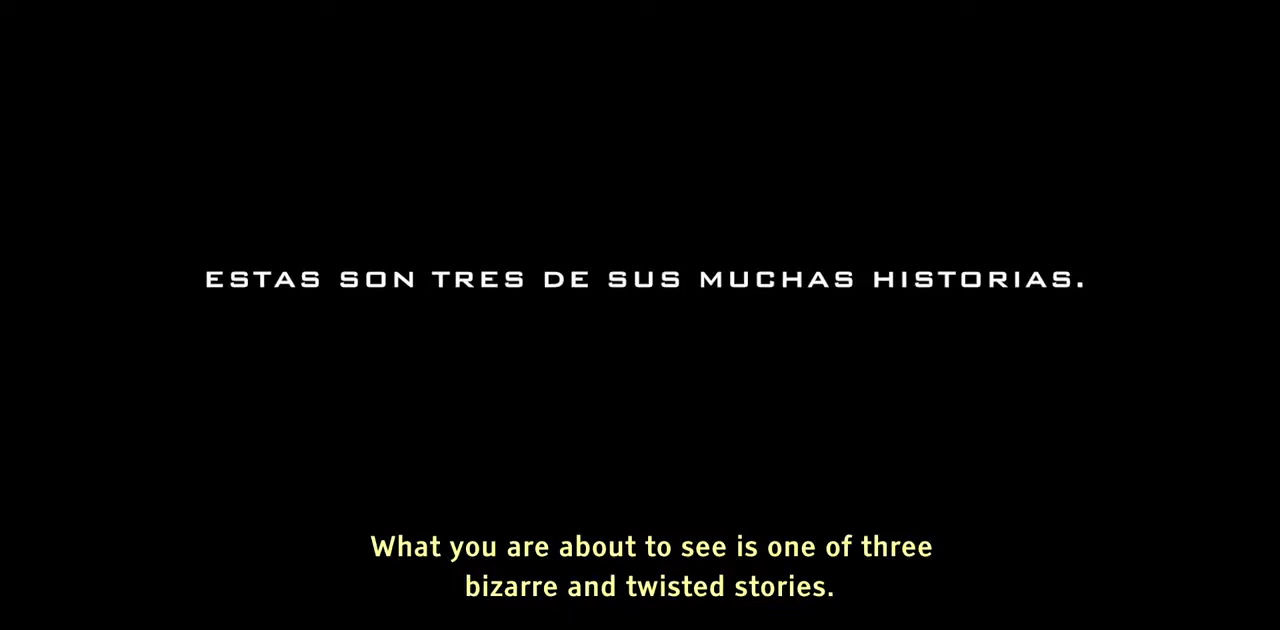 ESTAS SON TRES DE SUS MUCHAS HISTORIAS.
What you are about to see is one of three
bizarre and twisted stories.